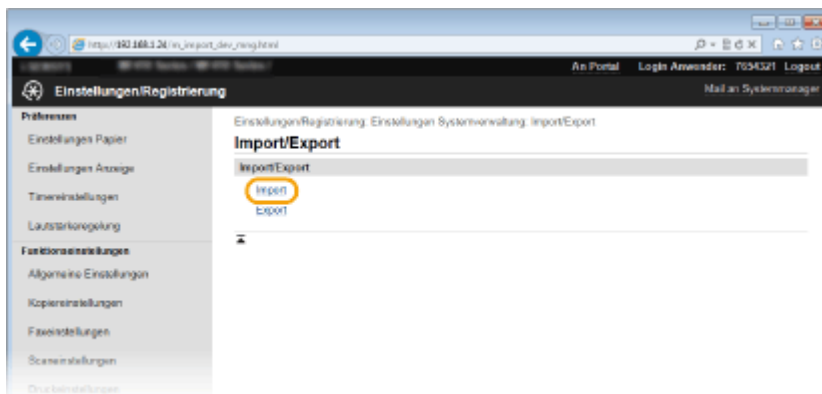 http://192.168.1.24/m_import_dev_mng.html
An Portal Login Anwender: 7654321 Logout
Einstellungen/Registrierung
Mail an Systemmanager
Präferenzen
Einstellungen Papier
Einstellungen Anzeige
Timereinstellungen
Lautstärkeregelung
Funktionseinstellungen
Allgemeine Einstellungen
Kopiereinstellungen
Faxeinstellungen
Scaneinstellungen
Druckeinstellungen
Einstellungen/Registrierung: Einstellungen Systemverwaltung: Import/Export
Import/Export
Import/Export
Import
Export